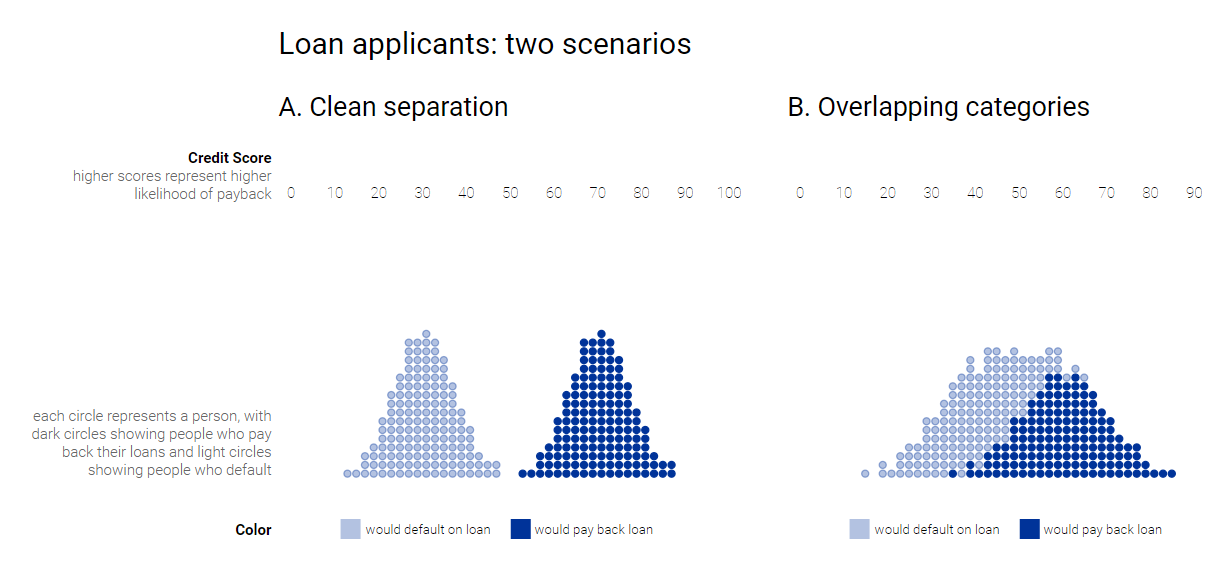 Loan applicants: two scenarios
A. Clean separation
B. Overlapping categories
Credit Score
higher scores represent higher
likelihood of payback
0 10 20 30 40 50 60 70 80 90 100
0 10 20 30 40 50 60 70 80 90
each circle represents a person, with
dark circles showing people who pay
back their loans and light circles
showing people who default
Color
would default on loan would pay back loan
would default on loan would pay back loan